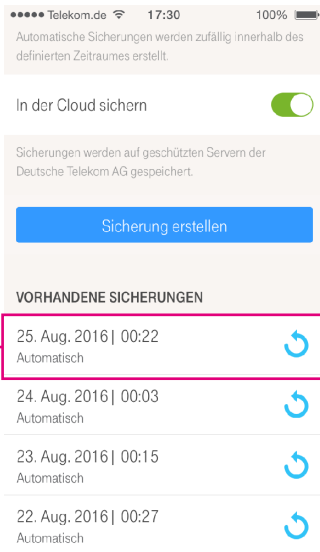 Telekom.de 17:30 100%
Automatische Sicherungen werden zufällig innerhalb des
definierten Zeitraumes erstellt.
In der Cloud sichern
Sicherungen werden auf geschützten Servern der
Deutsche Telekom AG gespeichert.
Sicherung erstellen
VORHANDENE SICHERUNGEN
25. Aug. 2016| 00:22
Automatisch
24. Aug. 2016| 00:03
Automatisch
23. Aug. 2016| 00:15
Automatisch
22. Aug. 2016| 00:27
Automatisch